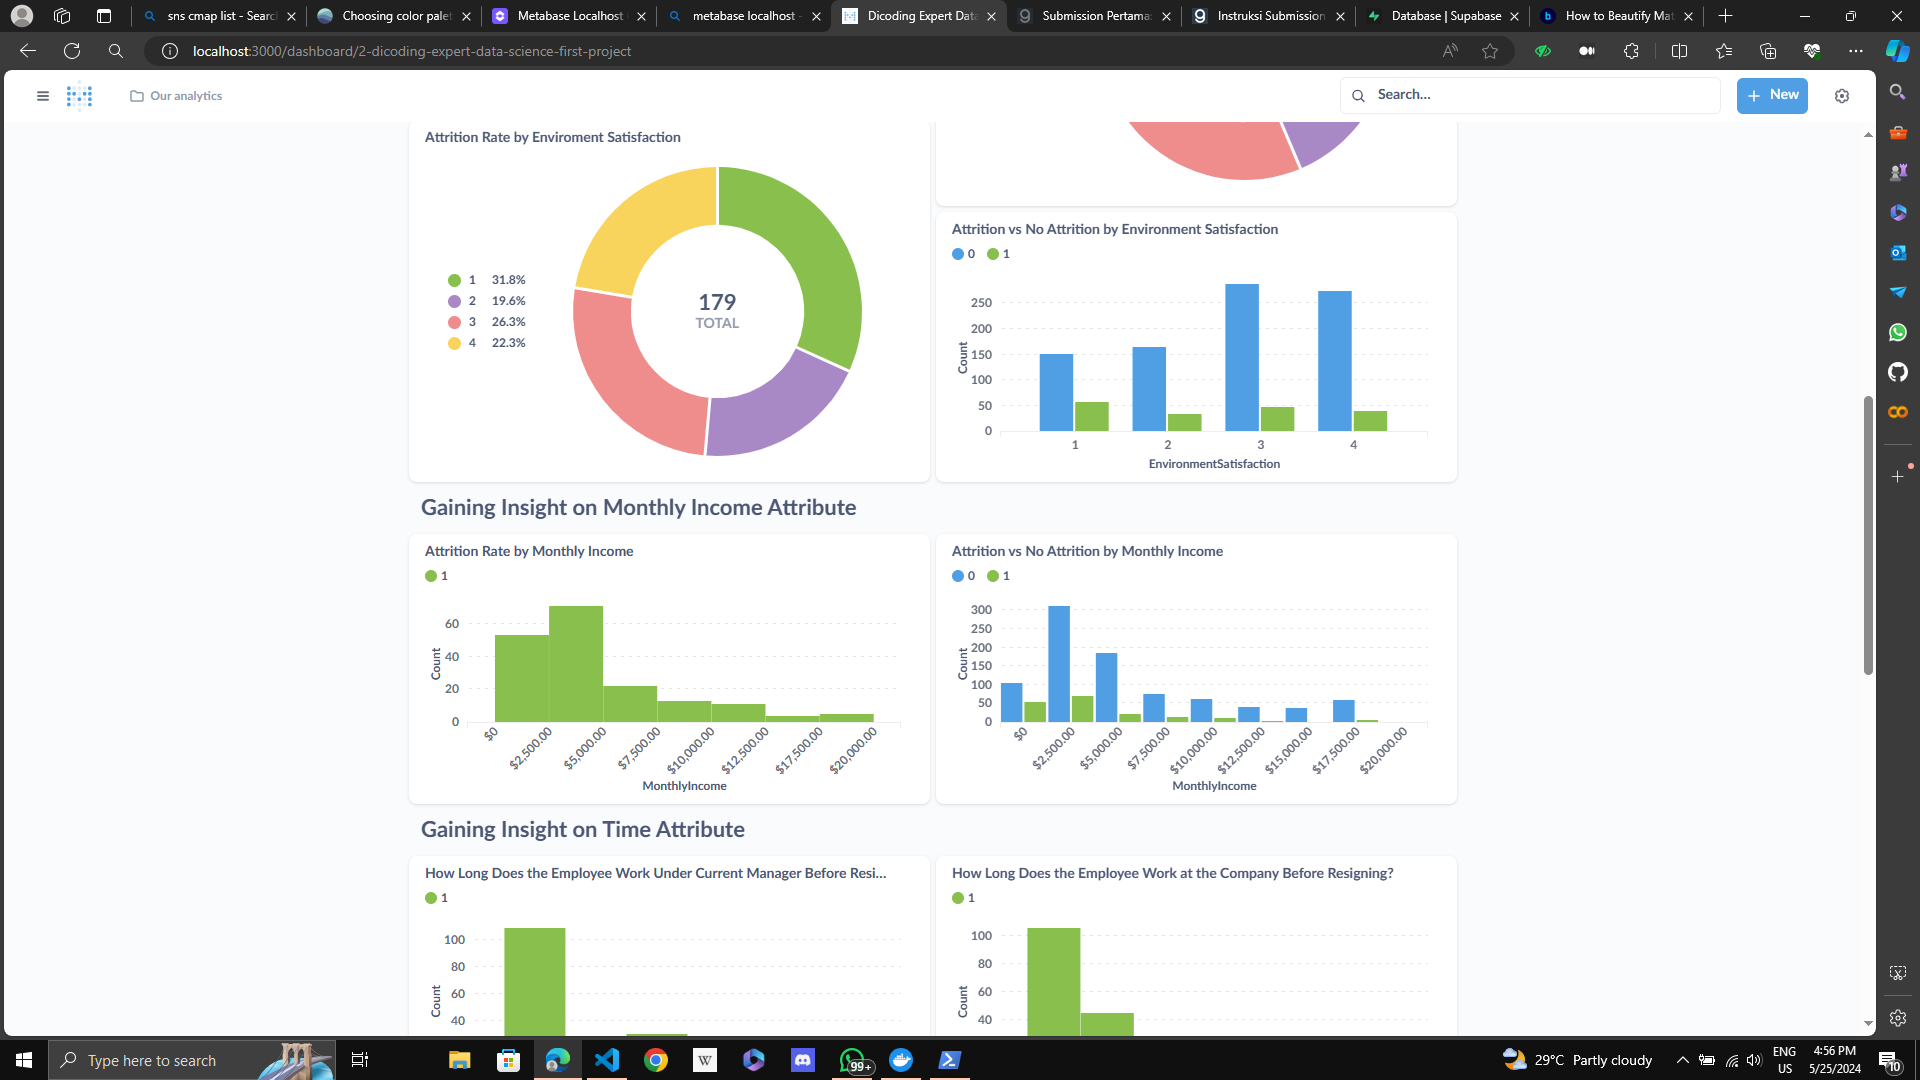 sns cmap list - Searc
Choosing color palet
Metabase Localhost
metabase localhost -
Dicoding Expert Data
Submission Pertama:
Instruksi Submission
Database | Supabase
How to Beautify Mat
localhost:3000/dashboard/2-dicoding-expert-data-science-first-project
Our analytics
Search...
+ New
Attrition Rate by Enviroment Satisfaction
1 31.8%
2 19.6%
3 26.3%
4 22.3%
179
TOTAL
Attrition vs No Attrition by Environment Satisfaction
0 1
250
200
150
100
50
0
Count
1 2 3 4
EnvironmentSatisfaction
Gaining Insight on Monthly Income Attribute
Attrition Rate by Monthly Income
1
60
40
20
0
Count
$0 $2,500.00 $5,000.00 $7,500.00 $10,000.00 $12,500.00 $17,500.00 $20,000.00
MonthlyIncome
Attrition vs No Attrition by Monthly Income
0 1
300
250
200
150
100
50
0
Count
$0 $2,500.00 $5,000.00 $7,500.00 $10,000.00 $12,500.00 $15,000.00 $17,500.00 $20,000.00
MonthlyIncome
Gaining Insight on Time Attribute
How Long Does the Employee Work Under Current Manager Before Resi...
1
100
80
60
40
Count
How Long Does the Employee Work at the Company Before Resigning?
1
100
80
60
40
Count
Type here to search
W
99+
29°C Partly cloudy
ENG
US
4:56 PM
5/25/2024
10